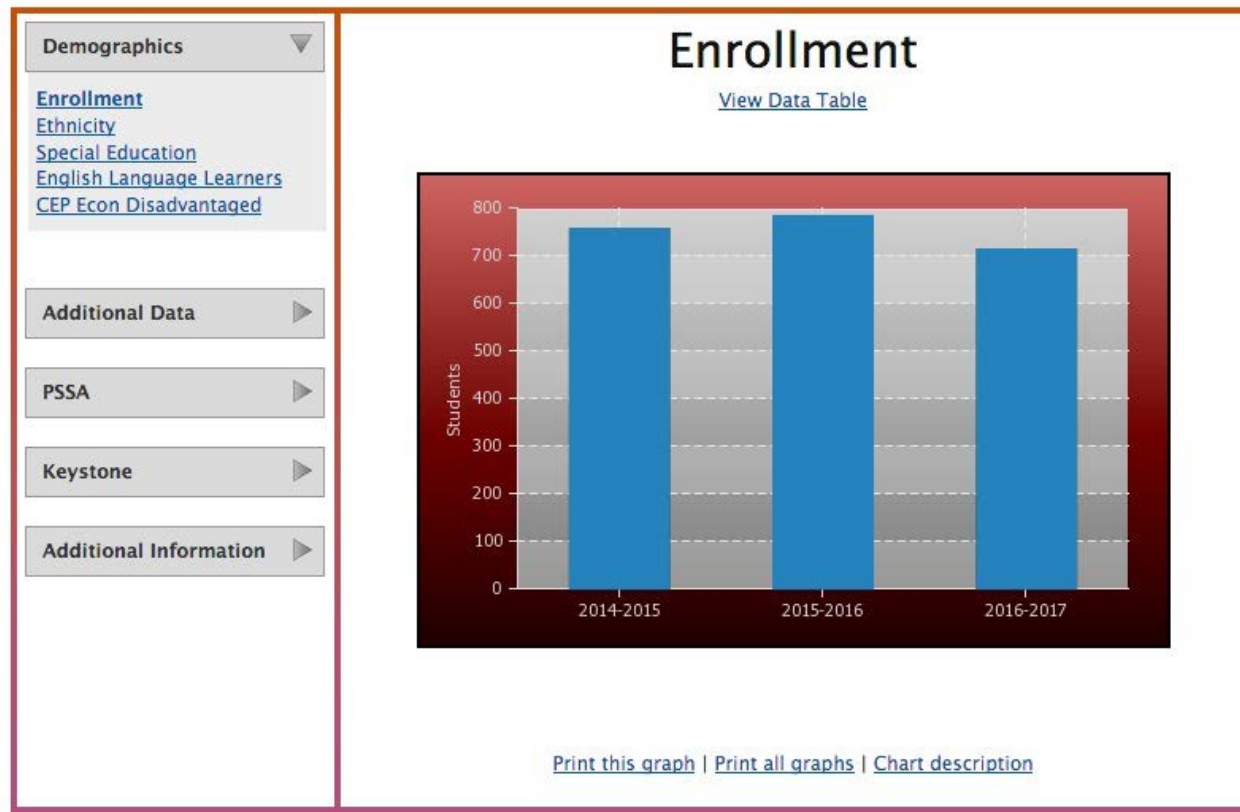 Demographics
Enrollment
Ethnicity
Special Education
English Language Learners
CEP Econ Disadvantaged
Additional Data
PSSA
Keystone
Additional Information
Enrollment
View Data Table
800
700
600
500
400
300
200
100
0
Students
2014-2015 2015-2016 2016-2017
Print this graph | Print all graphs | Chart description